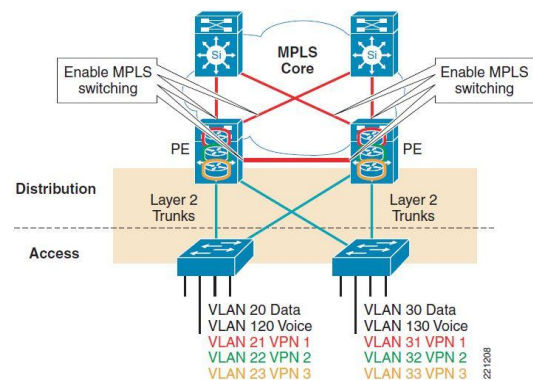 Si
Si
MPLS
Core
Enable MPLS
switching
Enable MPLS
switching
PE
PE
Distribution
Layer 2
Trunks
Layer 2
Trunks
Access
VLAN 20 Data
VLAN 120 Voice
VLAN 21 VPN 1
VLAN 22 VPN 2
VLAN 23 VPN 3
VLAN 30 Data
VLAN 130 Voice
VLAN 31 VPN 1
VLAN 32 VPN 2
VLAN 33 VPN 3
221208